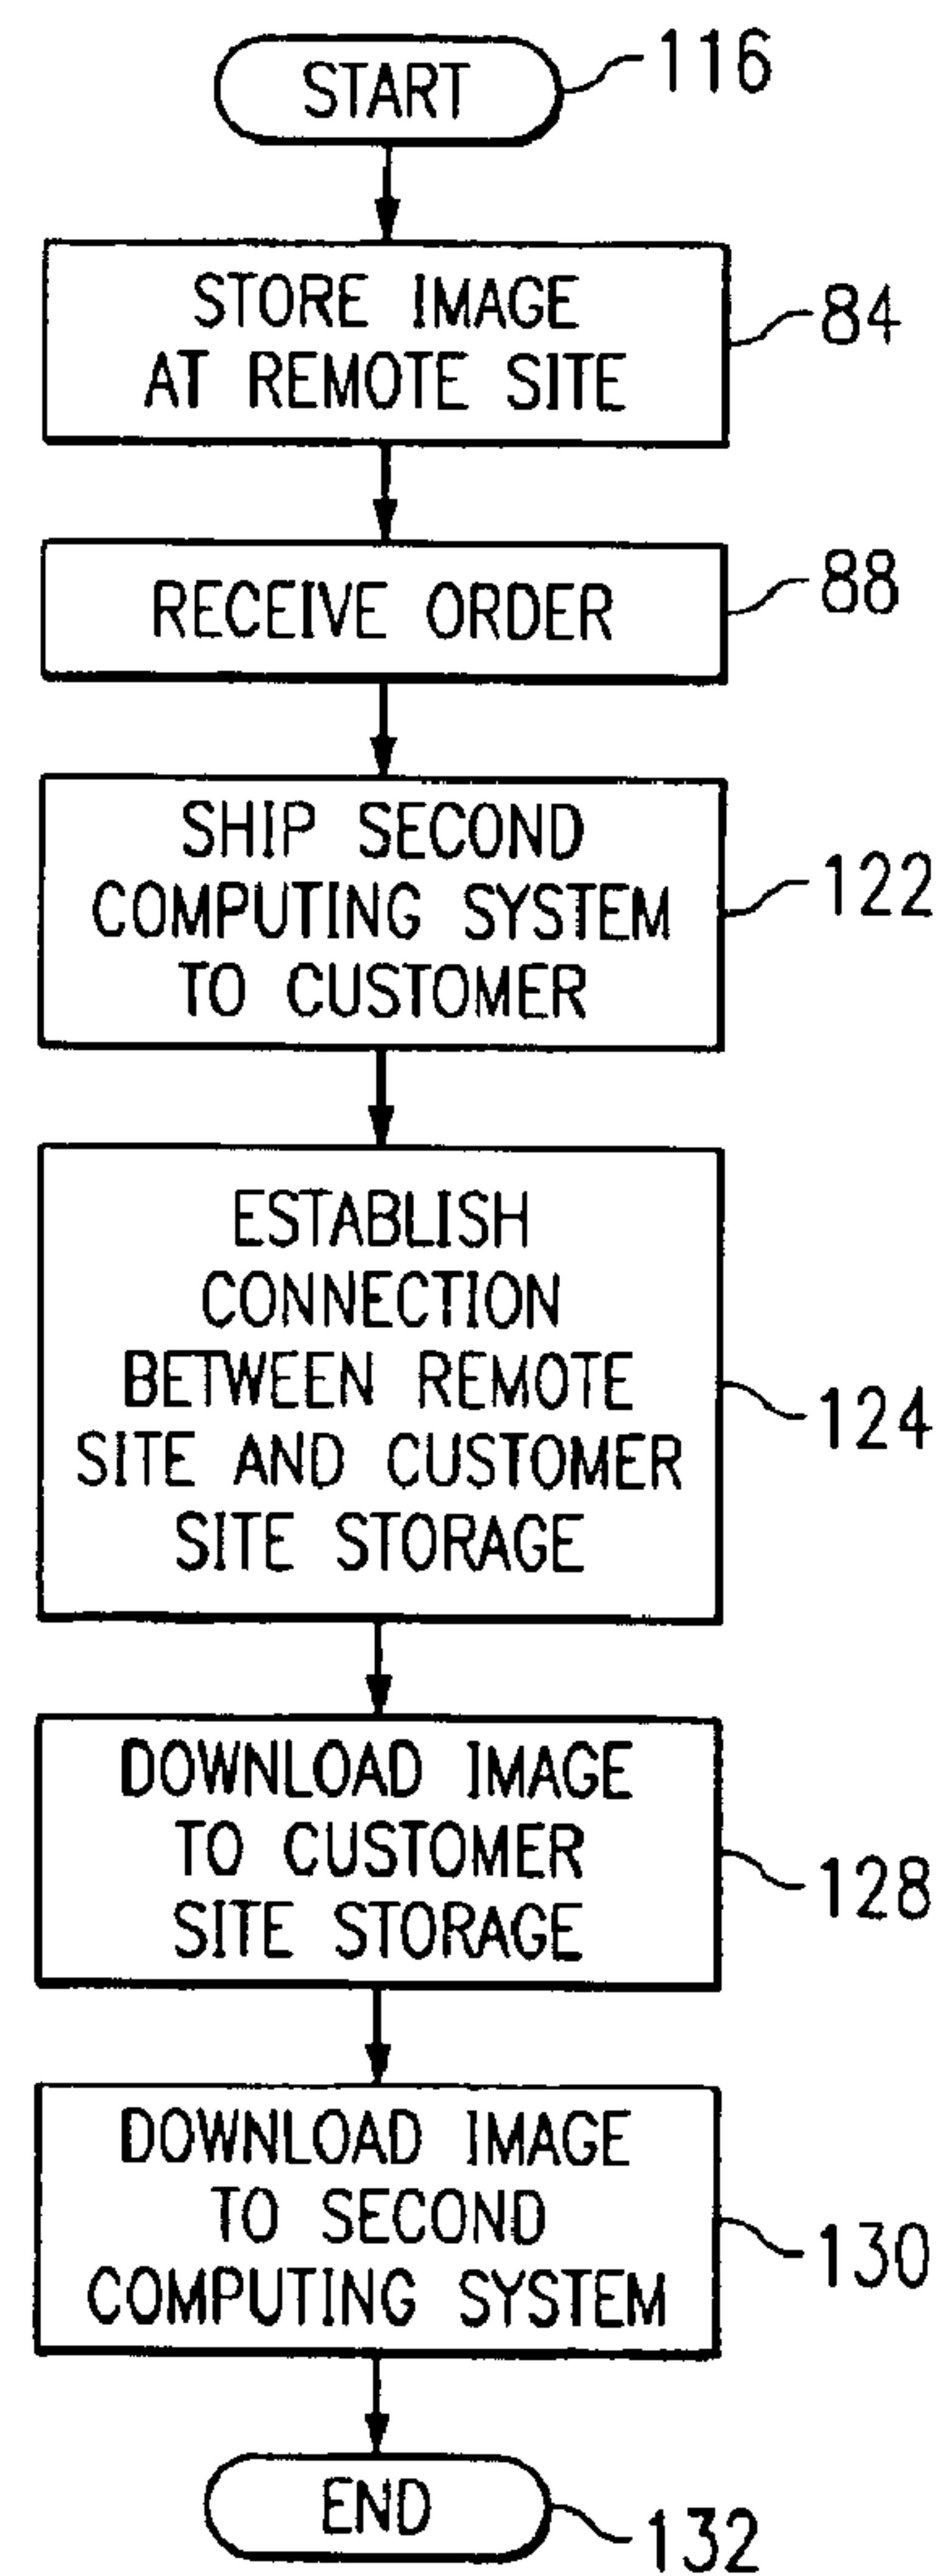 START
116
STORE IMAGE
AT REMOTE SITE
84
RECEIVE ORDER
88
SHIP SECOND
COMPUTING SYSTEM
TO CUSTOMER
122
ESTABLISH
CONNECTION
BETWEEN REMOTE
SITE AND CUSTOMER
SITE STORAGE
124
DOWNLOAD IMAGE
TO CUSTOMER
SITE STORAGE
128
DOWNLOAD IMAGE
TO SECOND
COMPUTING SYSTEM
130
END
132